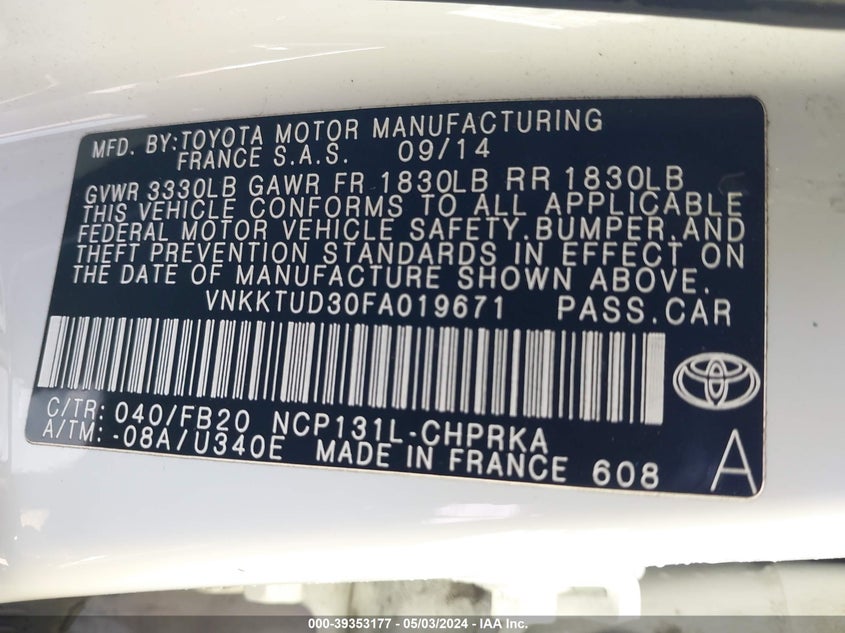 MFD. BY:TOYOTA MOTOR MANUFACTURING
FRANCE S.A.S. 09/14
GVWR 3330LB GAWR FR 1830LB RR 1830LB
THIS VEHICLE CONFORMS TO ALL APPLICABLE
FEDERAL MOTOR VEHICLE SAFETY,BUMPER,AND
THEFT PREVENTION STANDARDS IN EFFECT ON
THE DATE OF MANUFACTURE SHOWN ABOVE.
VNKKTUD30FA019671 PASS.CAR
C/TR: 040/FB20 NCP131L-CHPRKA
A/TM: -08A/U340E MADE IN FRANCE 608
A
000-39353177 - 05/03/2024 - IAA Inc.